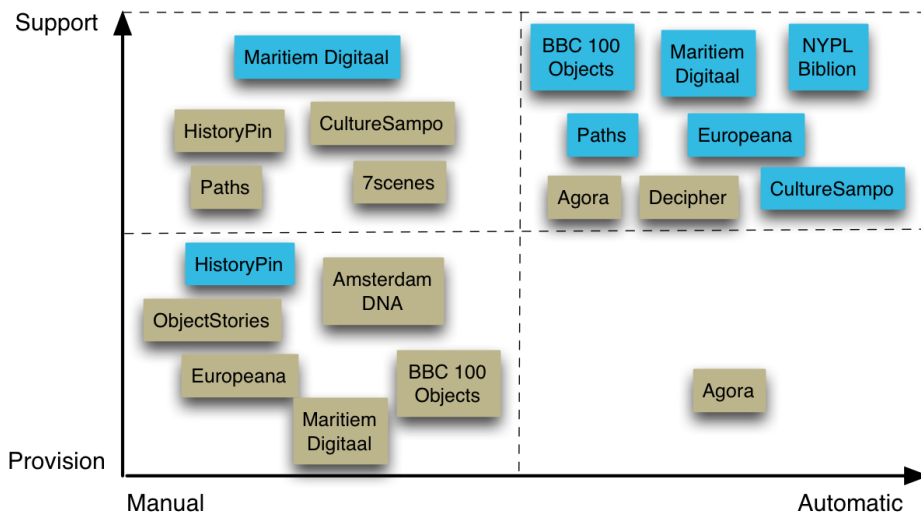 Support
Maritiem Digitaal
BBC 100
Objects
Maritiem
Digitaal
NYPL
Biblion
HistoryPin
CultureSampo
Paths
Europeana
Paths
7scenes
Agora
Decipher
CultureSampo
HistoryPin
Amsterdam
DNA
ObjectStories
Europeana
BBC 100
Objects
Agora
Maritiem
Digitaal
Provision
Manual
Automatic